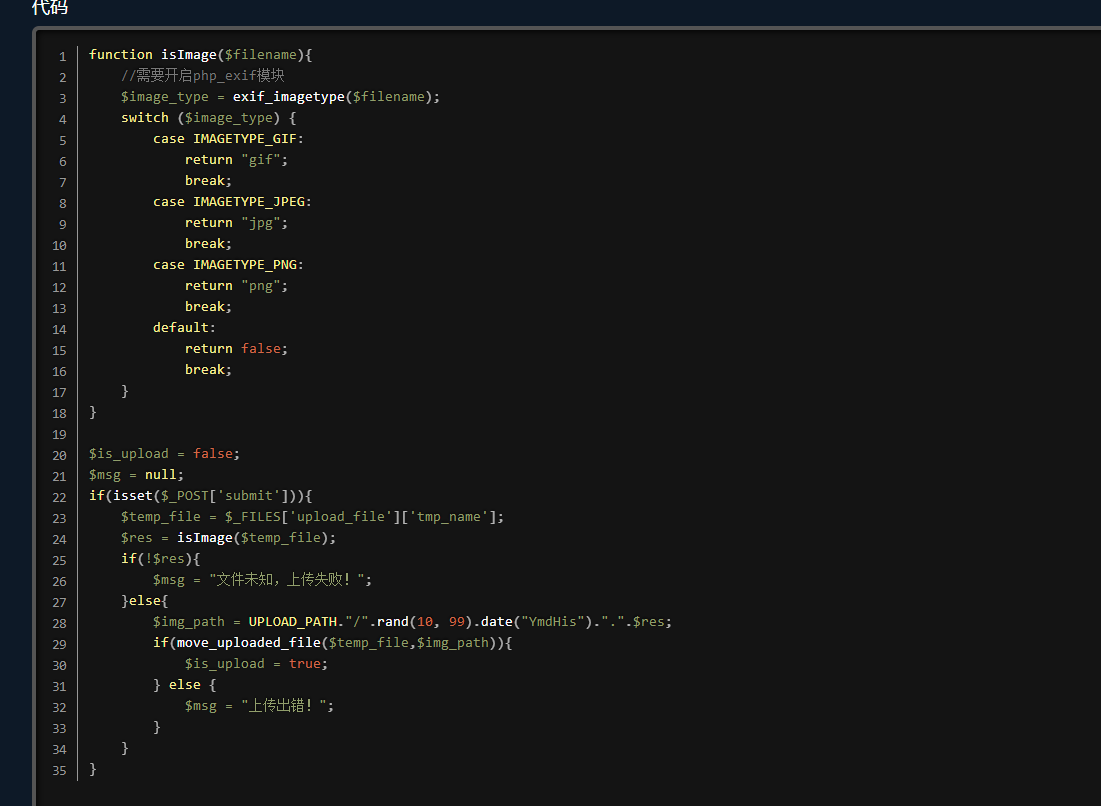 代码
1 function isImage($filename){
2     //需要开启php_exif模块
3     $image_type = exif_imagetype($filename);
4     switch ($image_type) {
5         case IMAGETYPE_GIF:
6             return "gif";
7             break;
8         case IMAGETYPE_JPEG:
9             return "jpg";
10             break;
11         case IMAGETYPE_PNG:
12             return "png";
13             break;
14         default:
15             return false;
16             break;
17     }
18 }
19
20 $is_upload = false;
21 $msg = null;
22 if(isset($_POST['submit'])){
23     $temp_file = $_FILES['upload_file']['tmp_name'];
24     $res = isImage($temp_file);
25     if(!$res){
26         $msg = "文件未知，上传失败！";
27     }else{
28         $img_path = UPLOAD_PATH."/".rand(10, 99).date("YmdHis").".".$res;
29         if(move_uploaded_file($temp_file,$img_path)){
30             $is_upload = true;
31         } else {
32             $msg = "上传出错！";
33         }
34     }
35 }